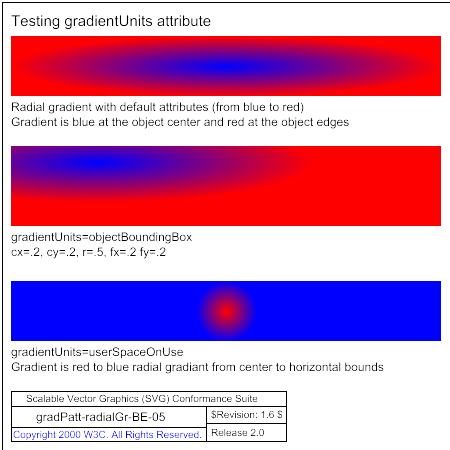 Testing gradientUnits attribute
Radial gradient with default attributes (from blue to red)
Gradient is blue at the object center and red at the object edges
gradientUnits=objectBoundingBox
cx=.2, cy=.2, r=.5, fx=.2 fy=.2
gradientUnits=userSpaceOnUse
Gradient is red to blue radial gradiant from center to horizontal bounds
Scalable Vector Graphics (SVG) Conformance Suite
gradPatt-radialGr-BE-05
$Revision: 1.6 $
Copyright 2000 W3C. All Rights Reserved.
Release 2.0